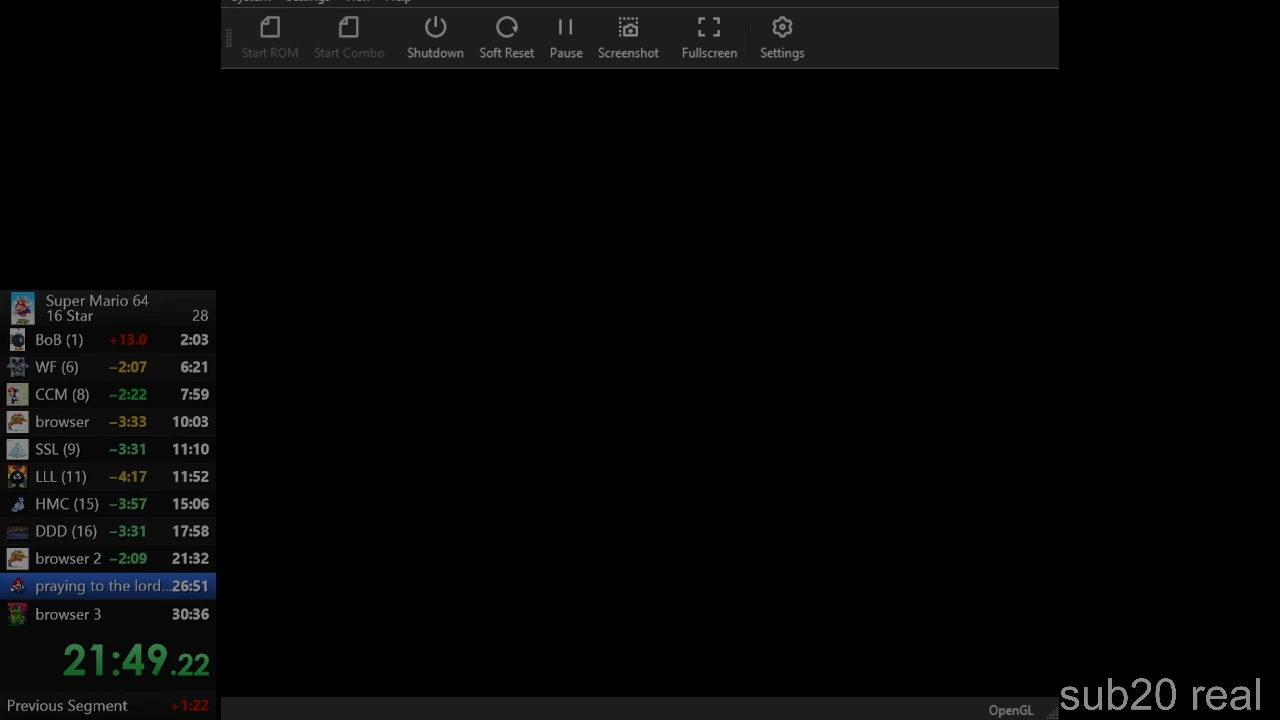 Start ROM Start Combo Shutdown Soft Reset Pause Screenshot Fullscreen Settings
Super Mario 64
16 Star 28
BoB (1) +13.0 2:03
WF (6) −2:07 6:21
CCM (8) −2:22 7:59
browser −3:33 10:03
SSL (9) −3:31 11:10
LLL (11) −4:17 11:52
HMC (15) −3:57 15:06
DDD (16) −3:31 17:58
browser 2 −2:09 21:32
praying to the lord... 26:51
browser 3 30:36
21:49.22
Previous Segment +1:22
OpenGL
sub20 real